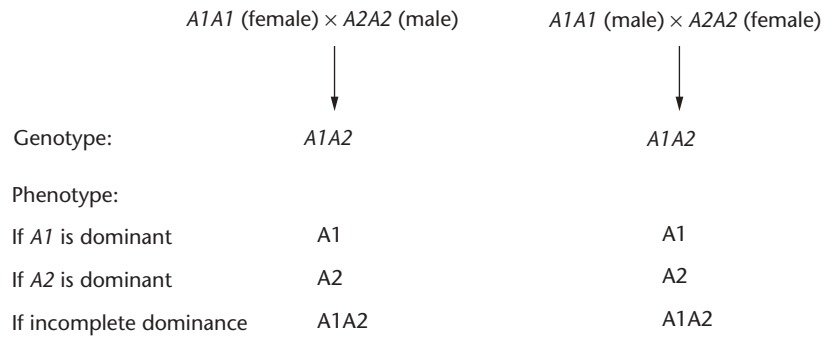 A1A1 (female) × A2A2 (male) A1A1 (male) × A2A2 (female)
Genotype: A1A2 A1A2
Phenotype:
If A1 is dominant A1 A1
If A2 is dominant A2 A2
If incomplete dominance A1A2 A1A2